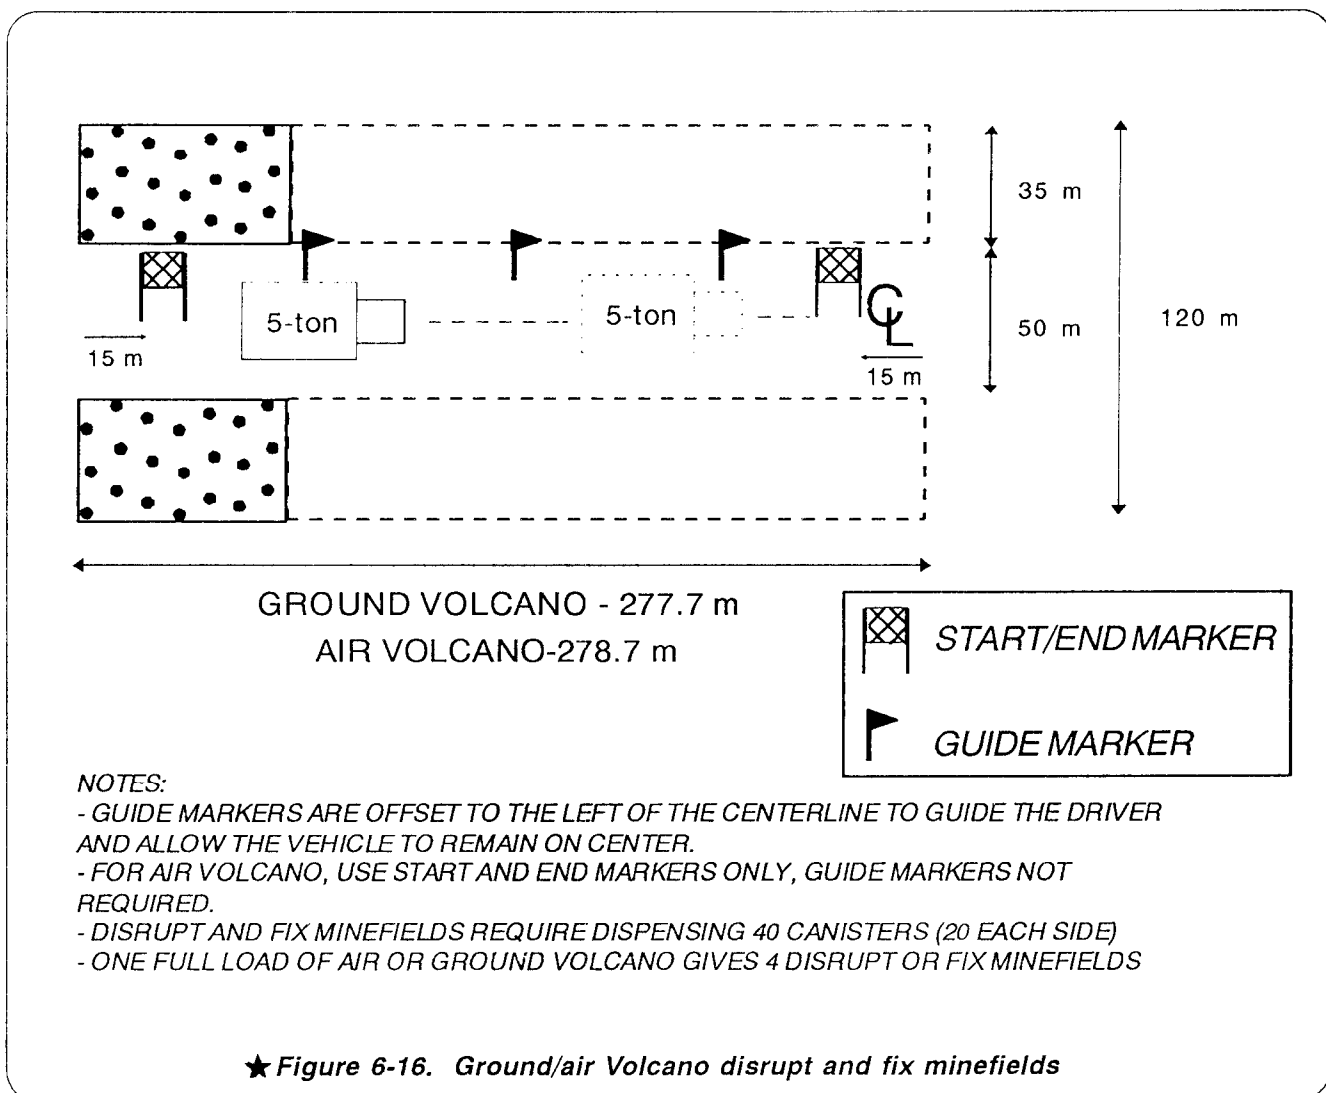 35 m
5-ton
5-ton
CL
50 m
120 m
15 m
15 m
GROUND VOLCANO - 277.7 m
AIR VOLCANO-278.7 m
START/END MARKER
GUIDE MARKER
NOTES:
- GUIDE MARKERS ARE OFFSET TO THE LEFT OF THE CENTERLINE TO GUIDE THE DRIVER
AND ALLOW THE VEHICLE TO REMAIN ON CENTER.
- FOR AIR VOLCANO, USE START AND END MARKERS ONLY, GUIDE MARKERS NOT
REQUIRED.
- DISRUPT AND FIX MINEFIELDS REQUIRE DISPENSING 40 CANISTERS (20 EACH SIDE)
- ONE FULL LOAD OF AIR OR GROUND VOLCANO GIVES 4 DISRUPT OR FIX MINEFIELDS
★ Figure 6-16. Ground/air Volcano disrupt and fix minefields